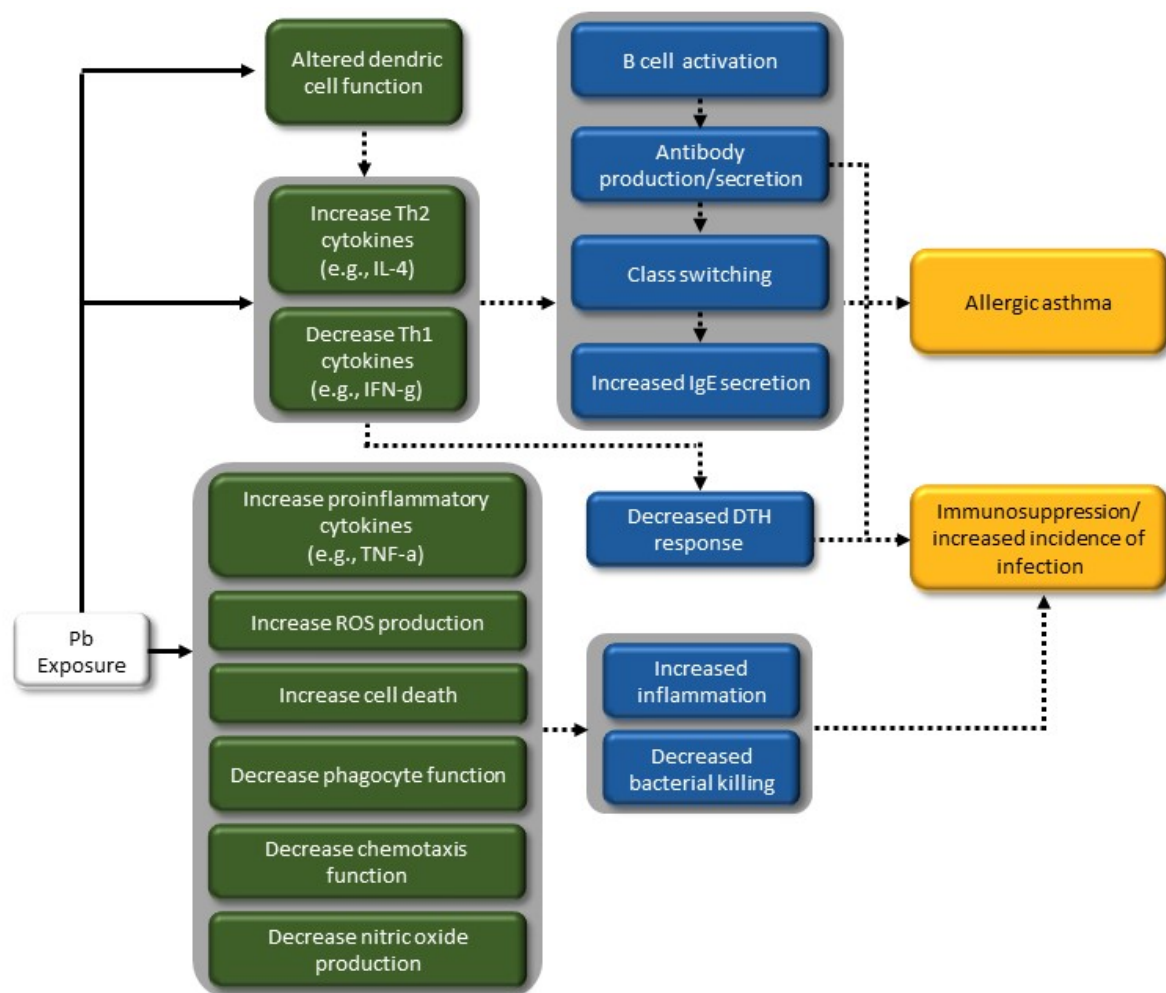 Altered dendric
cell function
B cell activation
Antibody
production/secretion
Increase Th2
cytokines
(e.g., IL-4)
Class switching
Allergic asthma
Decrease Th1
cytokines
(e.g., IFN-g)
Increased IgE secretion
Increase proinflammatory
cytokines
(e.g., TNF-a)
Decreased DTH
response
Immunosuppression/
increased incidence of
infection
Increase ROS production
Pb
Exposure
Increase cell death
Increased
inflammation
Decrease phagocyte function
Decreased
bacterial killing
Decrease chemotaxis
function
Decrease nitric oxide
production